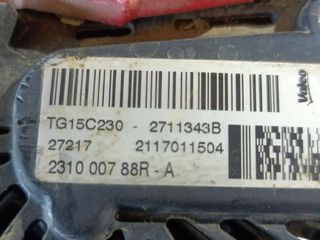 TG15C230 - 2711343B
27217 2117011504
2310 007 88R - A
Valeo